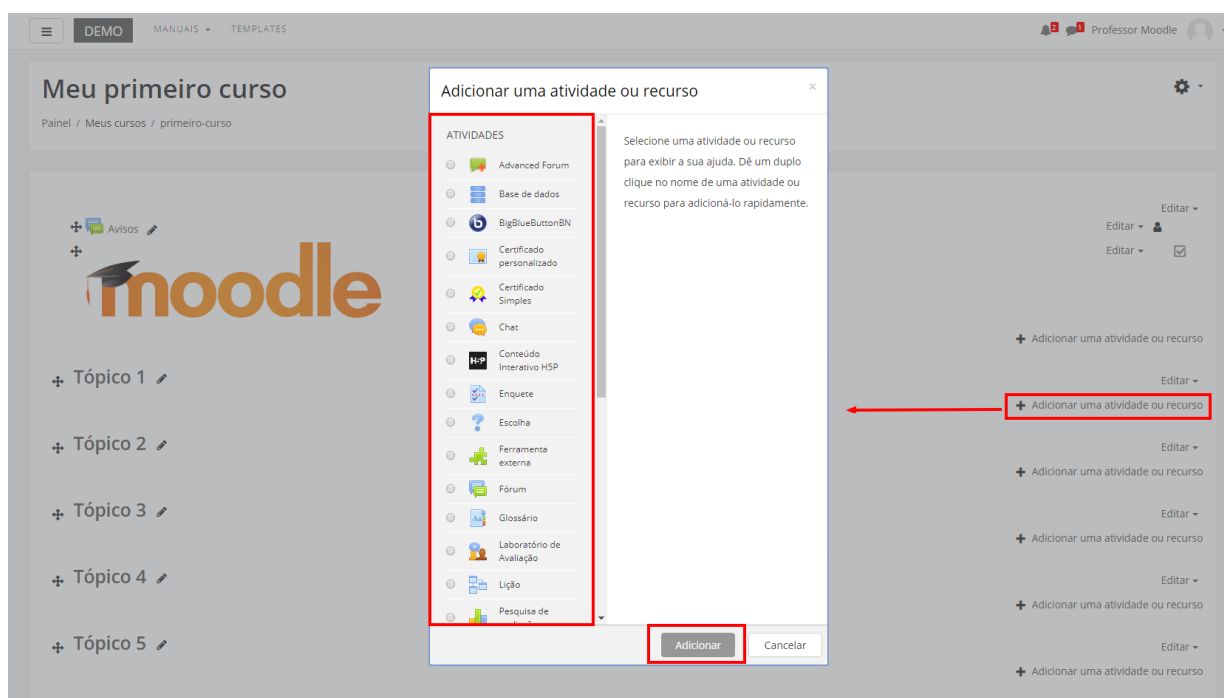 DEMO MANUAIS TEMPLATES 2 1 Professor Moodle
Meu primeiro curso
Painel / Meus cursos / primeiro-curso
Adicionar uma atividade ou recurso ×
ATIVIDADES
Advanced Forum
Base de dados
BigBlueButtonBN
Certificado
personalizado
Certificado
Simples
Chat
H5P
Conteúdo
Interativo H5P
Enquete
Escolha
Ferramenta
externa
Fórum
Aa
Glossário
Laboratório de
Avaliação
Lição
Pesquisa de
Selecione uma atividade ou recurso
para exibir a sua ajuda. Dê um duplo
clique no nome de uma atividade ou
recurso para adicioná-lo rapidamente.
Adicionar Cancelar
Avisos
moodle
Editar
Editar
Editar
Adicionar uma atividade ou recurso
Tópico 1
Editar
Adicionar uma atividade ou recurso
Tópico 2
Editar
Adicionar uma atividade ou recurso
Tópico 3
Editar
Adicionar uma atividade ou recurso
Tópico 4
Editar
Adicionar uma atividade ou recurso
Tópico 5
Editar
Adicionar uma atividade ou recurso